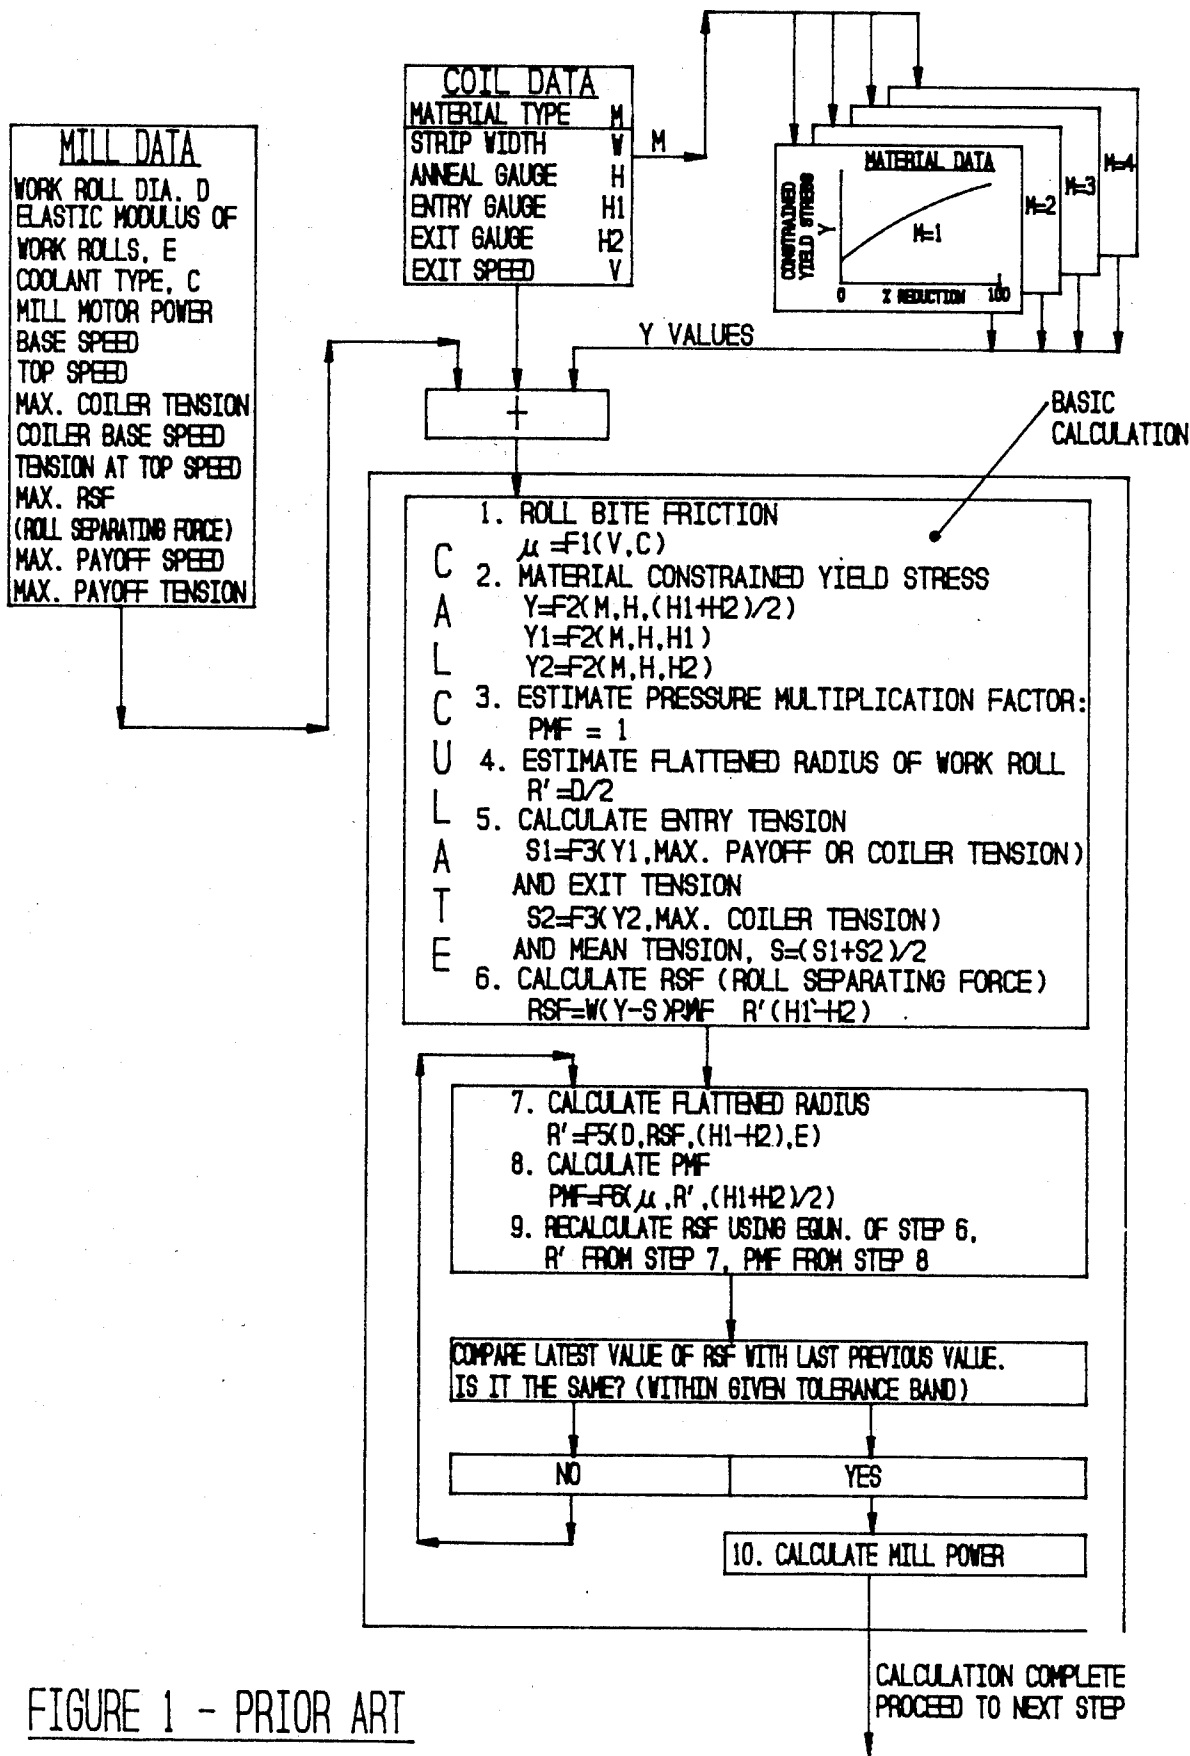 COIL DATA
MATERIAL TYPE M
STRIP WIDTH W
ANNEAL GAUGE H
ENTRY GAUGE H1
EXIT GAUGE H2
EXIT SPEED V
M
MILL DATA
WORK ROLL DIA. D
ELASTIC MODULUS OF
WORK ROLLS, E
COOLANT TYPE, C
MILL MOTOR POWER
BASE SPEED
TOP SPEED
MAX. COILER TENSION
COILER BASE SPEED
TENSION AT TOP SPEED
MAX. RSF
(ROLL SEPARATING FORCE)
MAX. PAYOFF SPEED
MAX. PAYOFF TENSION
MATERIAL DATA
CONSTRAINED
YIELD STRESS
Y
M=1
0 % REDUCTION 100
M=2
M=3
M=4
Y VALUES
+
BASIC
CALCULATION
CALCULATE
1. ROLL BITE FRICTION
μ=F1(V,C)
2. MATERIAL CONSTRAINED YIELD STRESS
Y=F2(M,H,(H1+H2)/2)
Y1=F2(M,H,H1)
Y2=F2(M,H,H2)
3. ESTIMATE PRESSURE MULTIPLICATION FACTOR:
PMF = 1
4. ESTIMATE FLATTENED RADIUS OF WORK ROLL
R'=D/2
5. CALCULATE ENTRY TENSION
S1=F3(Y1,MAX. PAYOFF OR COILER TENSION)
AND EXIT TENSION
S2=F3(Y2,MAX. COILER TENSION)
AND MEAN TENSION, S=(S1+S2)/2
6. CALCULATE RSF (ROLL SEPARATING FORCE)
RSF=W(Y-S)PMF R'(H1-H2)
7. CALCULATE FLATTENED RADIUS
R'=F5(D,RSF,(H1-H2),E)
8. CALCULATE PMF
PMF=F6(μ,R',(H1+H2)/2)
9. RECALCULATE RSF USING EQUN. OF STEP 6,
R' FROM STEP 7, PMF FROM STEP 8
COMPARE LATEST VALUE OF RSF WITH LAST PREVIOUS VALUE.
IS IT THE SAME? (WITHIN GIVEN TOLERANCE BAND)
NO YES
10. CALCULATE MILL POWER
CALCULATION COMPLETE
PROCEED TO NEXT STEP
FIGURE 1 - PRIOR ART